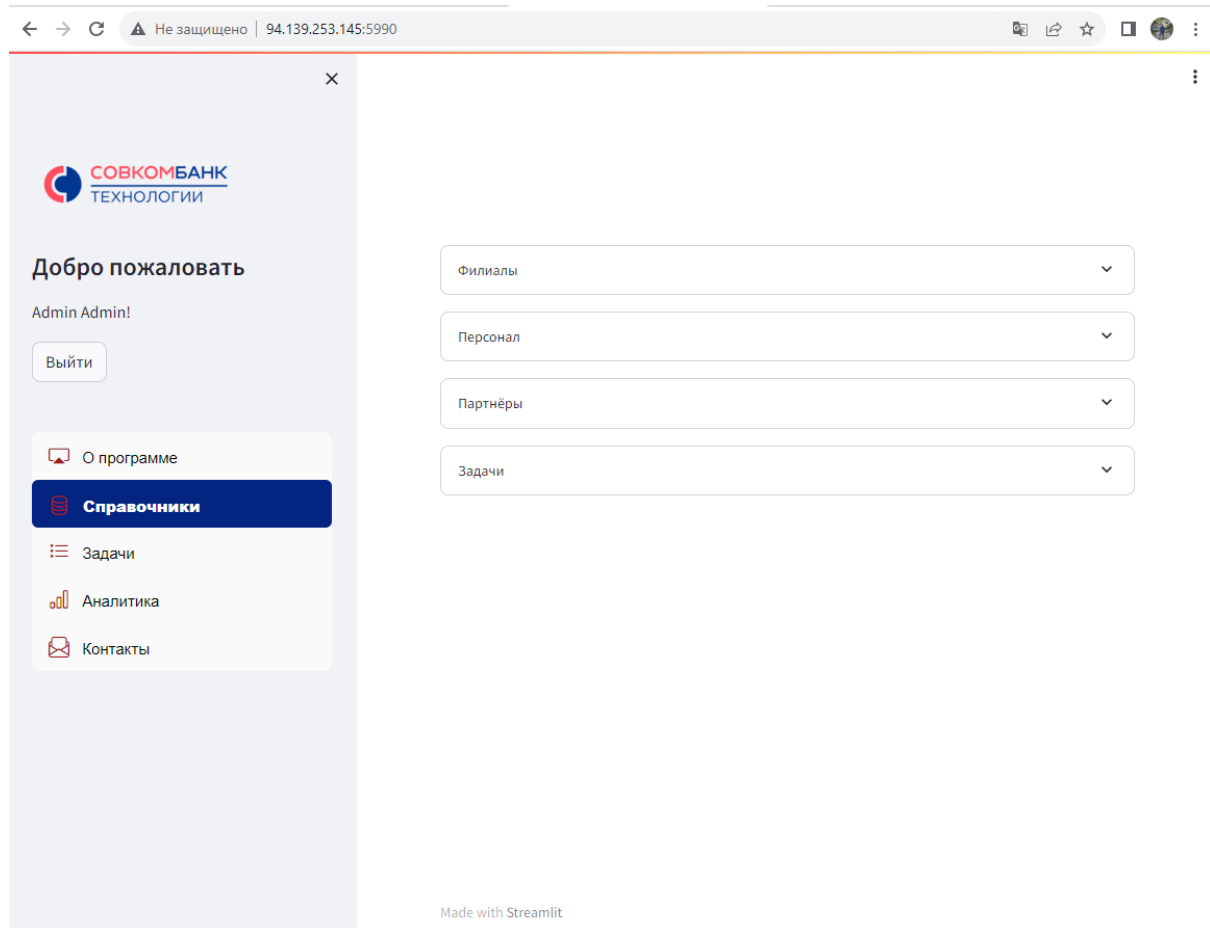 Не защищено | 94.139.253.145:5990
СОВКОМБАНК
ТЕХНОЛОГИИ
Добро пожаловать
Admin Admin!
Выйти
О программе
Справочники
Задачи
Аналитика
Контакты
Филиалы
Персонал
Партнёры
Задачи
Made with Streamlit